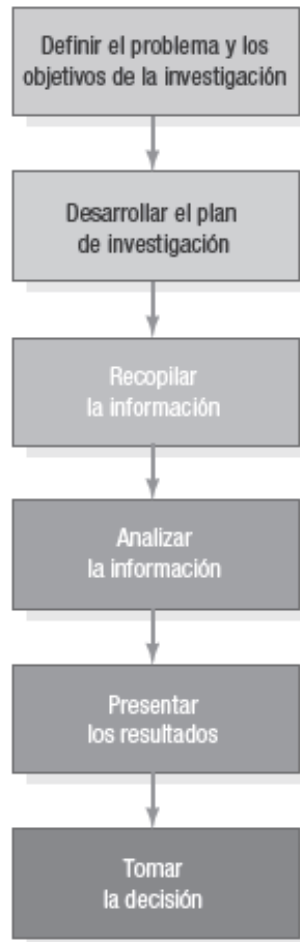 Definir el problema y los
objetivos de la investigación
Desarrollar el plan
de investigación
Recopilar
la información
Analizar
la información
Presentar
los resultados
Tomar
la decisión